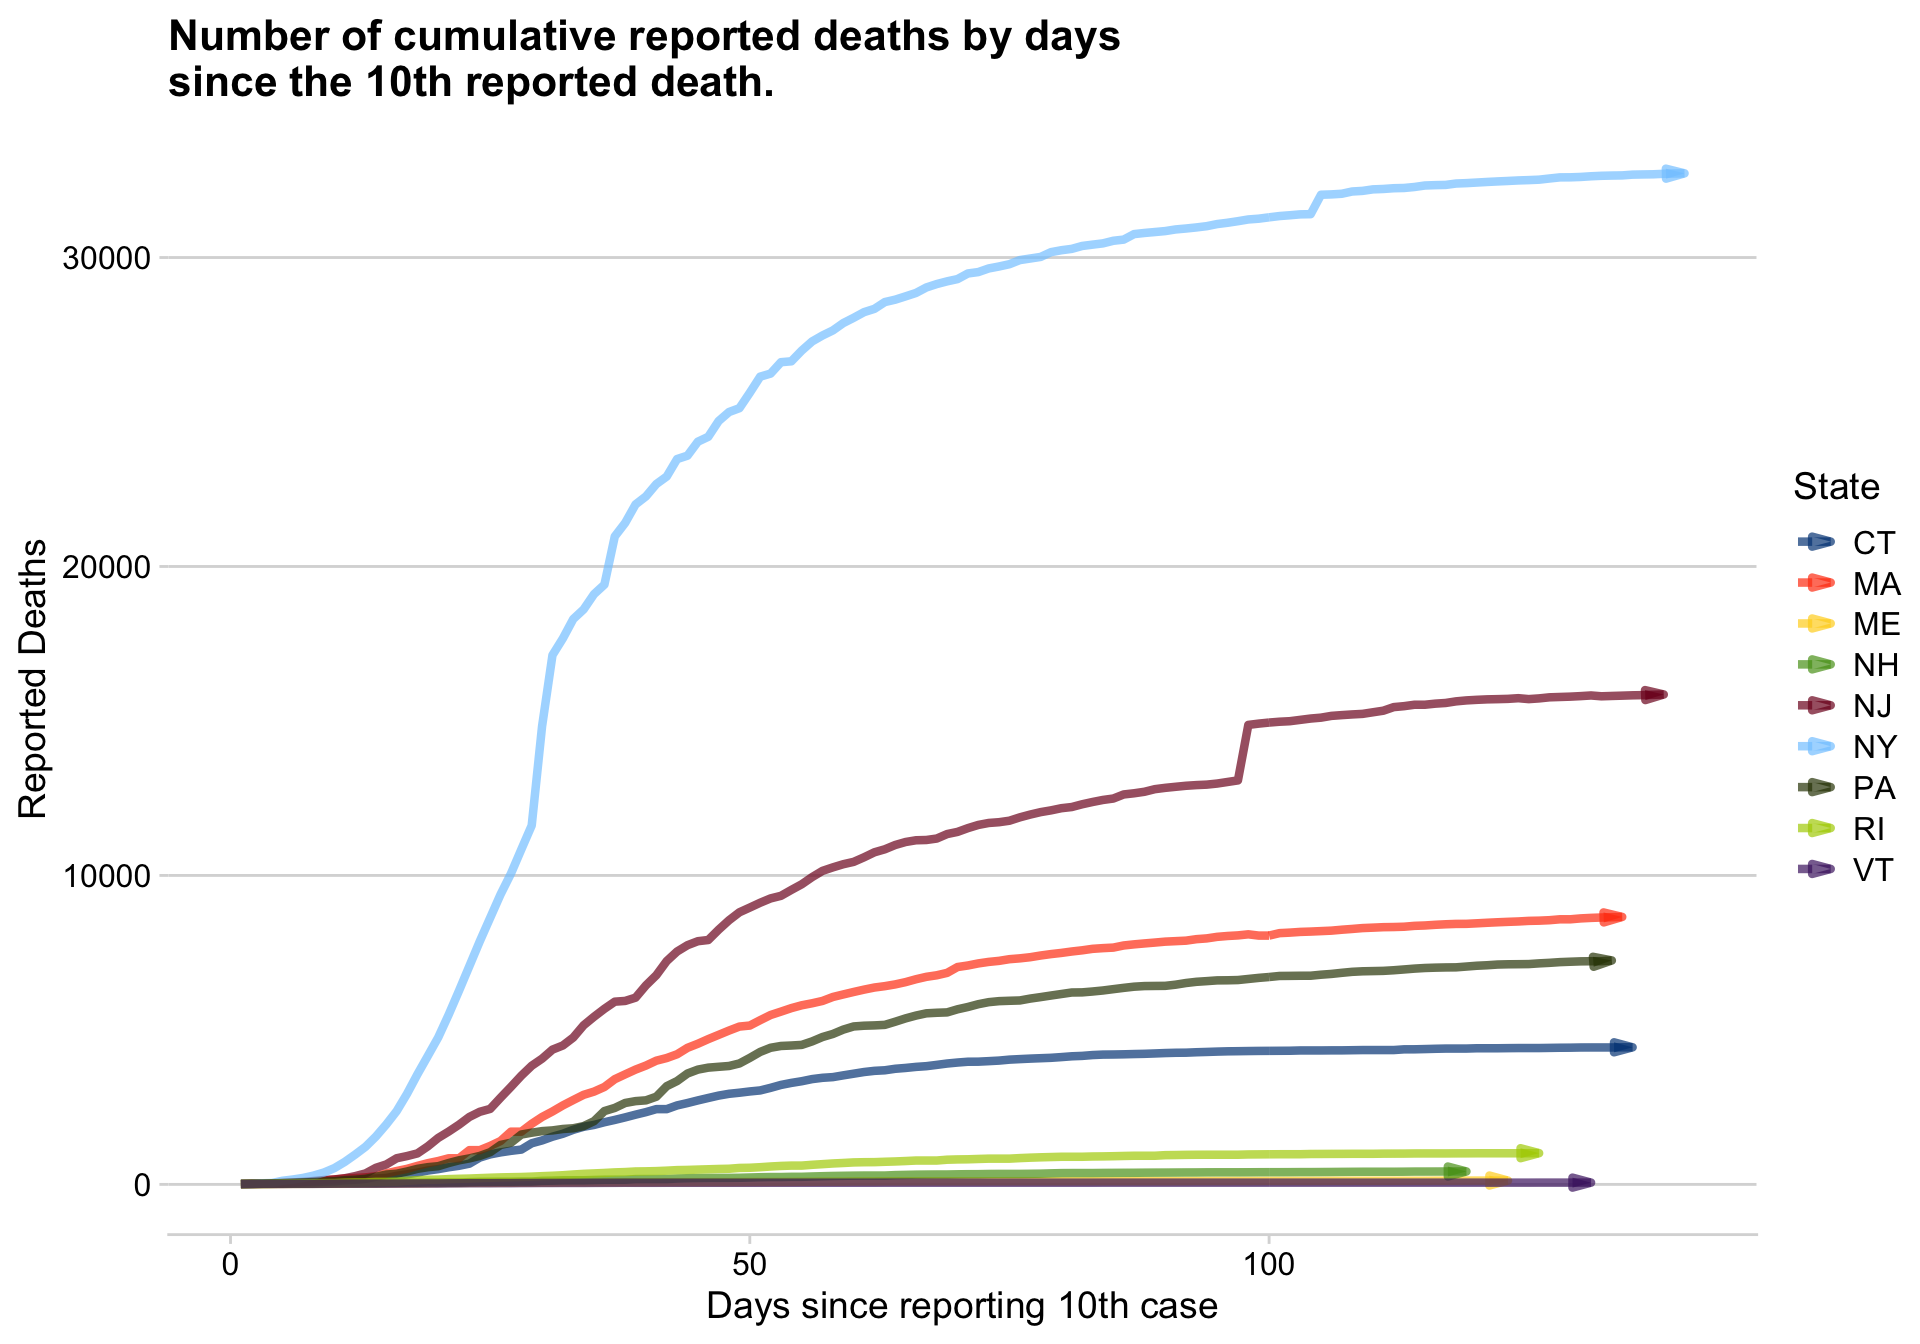 Number of cumulative reported deaths by days
since the 10th reported death.
30000
20000
10000
0
Reported Deaths
0
50
100
Days since reporting 10th case
State
CT
MA
ME
NH
NJ
NY
PA
RI
VT